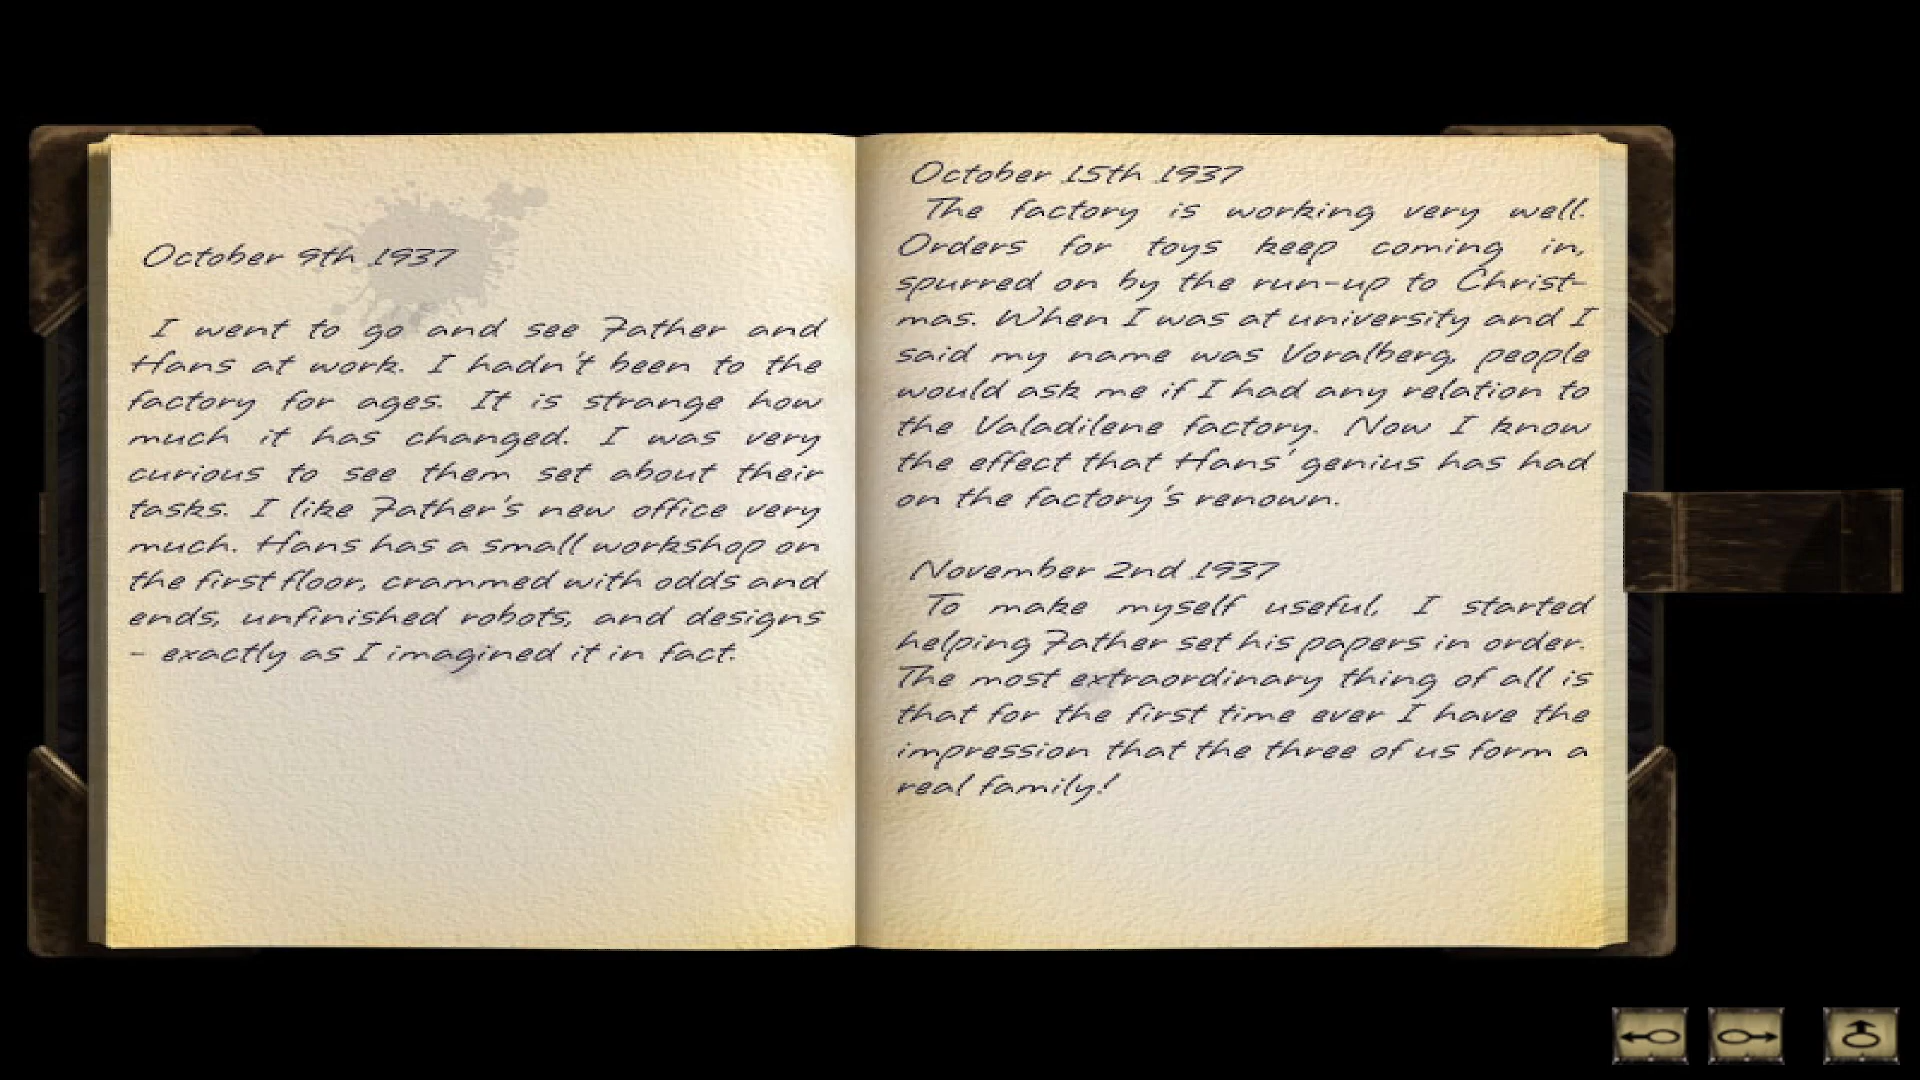 October 9th 1937
I went to go and see Father and
Hans at work. I hadn't been to the
factory for ages. It is strange how
much it has changed. I was very
curious to see them set about their
tasks. I like Father's new office very
much. Hans has a small workshop on
the first floor, crammed with odds and
ends, unfinished robots, and designs
- exactly as I imagined it in fact.
October 15th 1937
The factory is working very well.
Orders for toys keep coming in,
spurred on by the run-up to Christ-
mas. When I was at university and I
said my name was Voralberg, people
would ask me if I had any relation to
the Valadilene factory. Now I know
the effect that Hans' genius has had
on the factory's renown.
November 2nd 1937
To make myself useful, I started
helping Father set his papers in order.
The most extraordinary thing of all is
that for the first time ever I have the
impression that the three of us form a
real family!